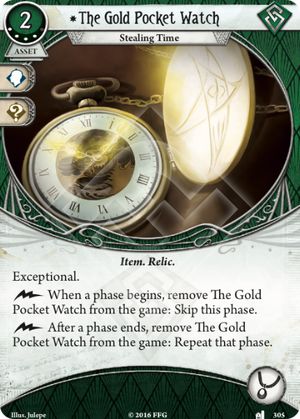 2
*The Gold Pocket Watch
ASSET
Stealing Time
Item. Relic.
Exceptional.
When a phase begins, remove The Gold
Pocket Watch from the game: Skip this phase.
After a phase ends, remove The Gold
Pocket Watch from the game: Repeat that phase.
Illus. Julepe
© 2016 FFG
305